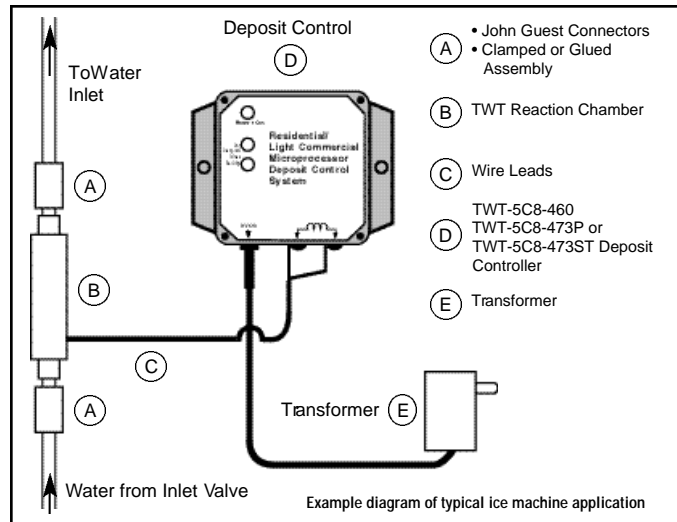 Deposit Control
D
ToWater
Inlet
A
B
A
C
Residential/
Light Commercial
Microprocessor
Deposit Control
System
Transformer E
Water from Inlet Valve
A • John Guest Connectors
• Clamped or Glued
Assembly
B TWT Reaction Chamber
C Wire Leads
D TWT-5C8-460
TWT-5C8-473P or
TWT-5C8-473ST Deposit
Controller
E Transformer
Example diagram of typical ice machine application